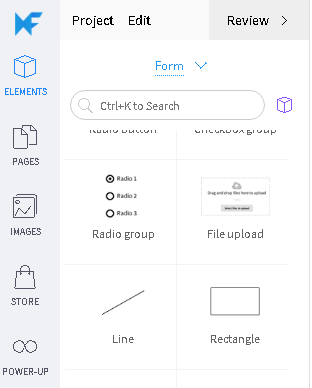 Project Edit Review
Form
ELEMENTS
Ctrl+K to Search
Radio button Checkbox group
PAGES
Radio 1
Radio 2
Radio 3
Drag and drop files here to upload
Select files to upload
Radio group File upload
IMAGES
STORE
Line Rectangle
POWER-UP